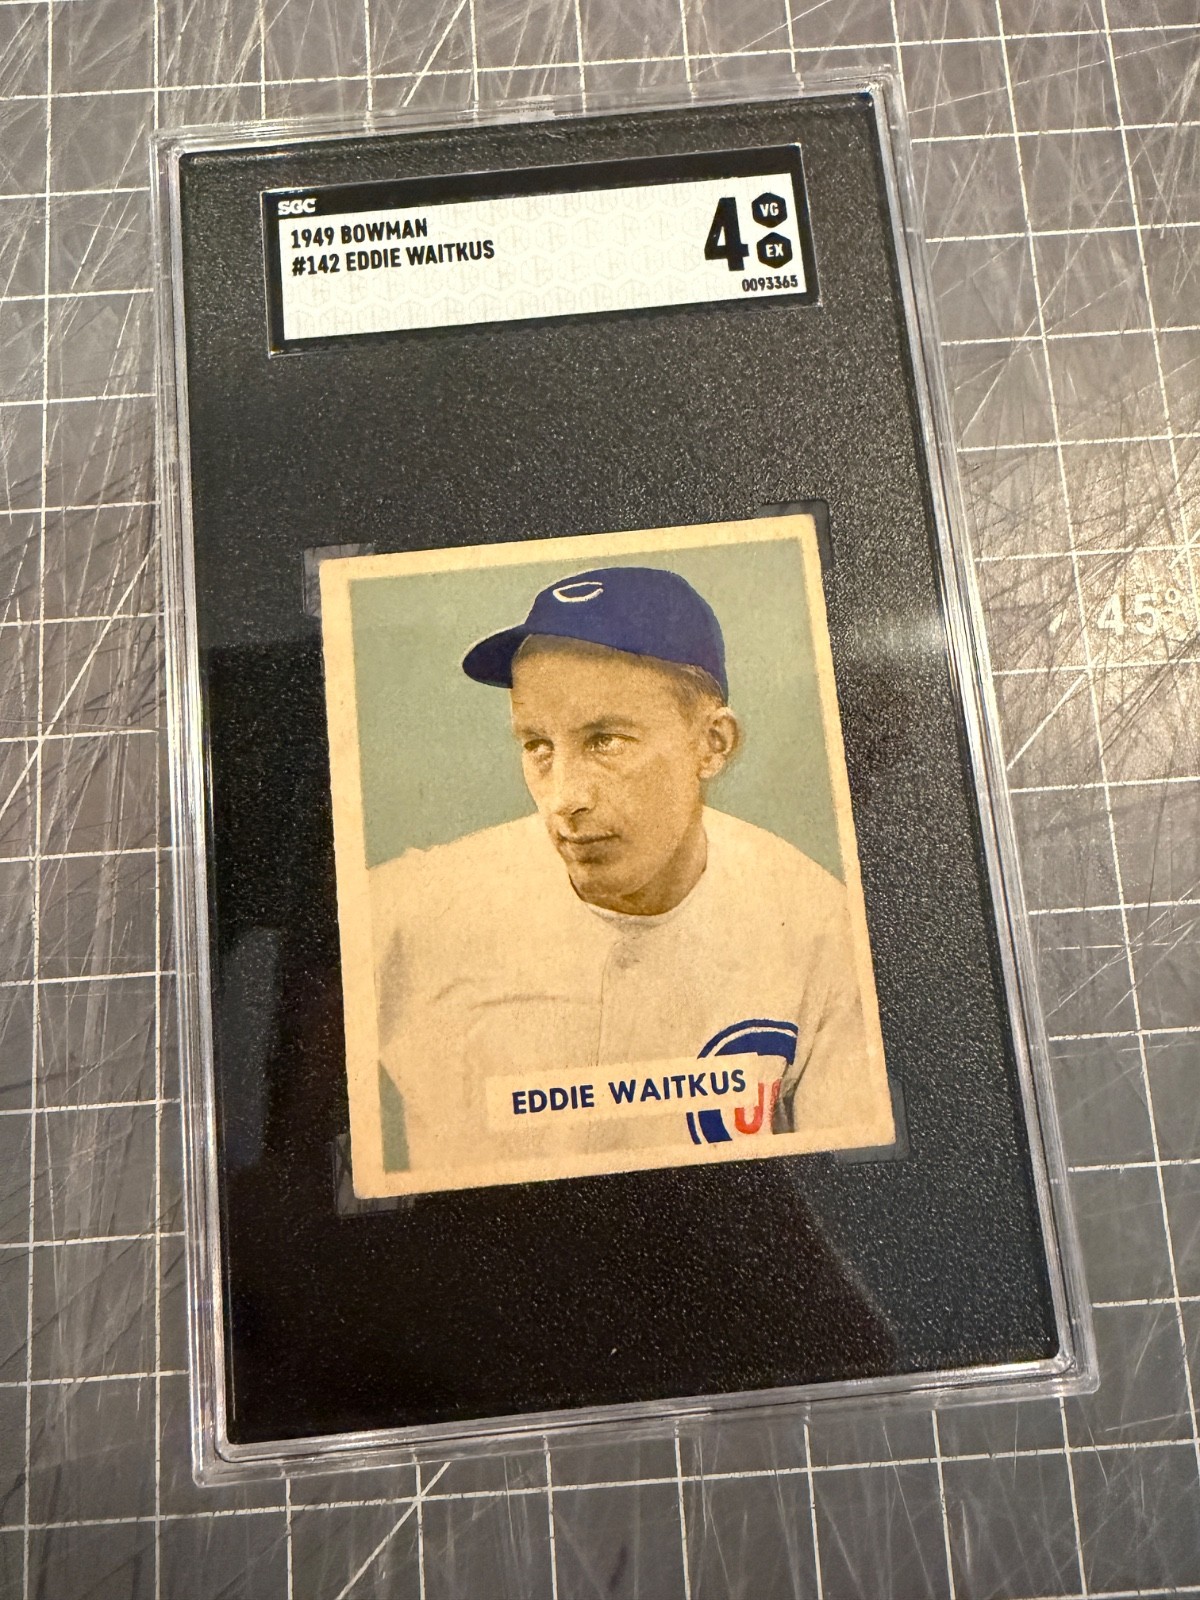 SGC
1949 BOWMAN
#142 EDDIE WAITKUS
4
VG
EX
0093365
C
EDDIE WAITKUS
45°